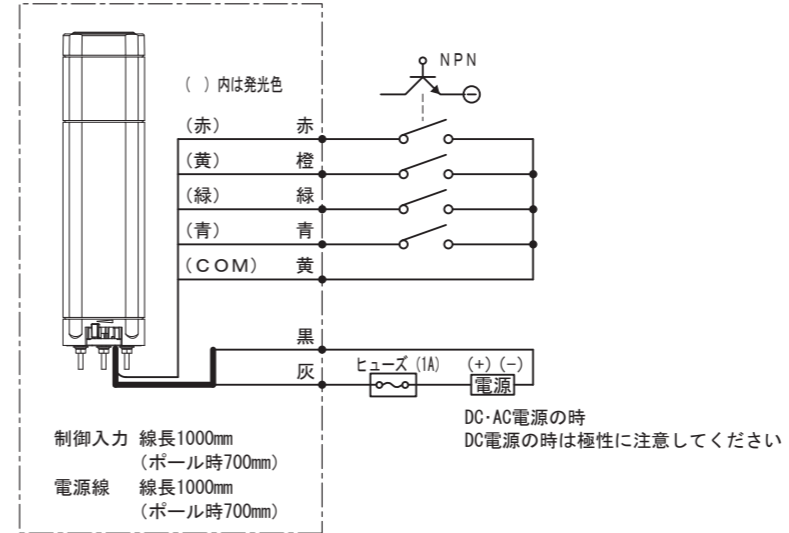 NPN
( )内は発光色
(赤) 赤
(黄) 橙
(緑) 緑
(青) 青
(COM) 黄
黒
灰
ヒューズ(1A)
(+)(-)
電源
DC・AC電源の時
DC電源の時は極性に注意してください
制御入力 線長1000mm
(ポール時700mm)
電源線 線長1000mm
(ポール時700mm)